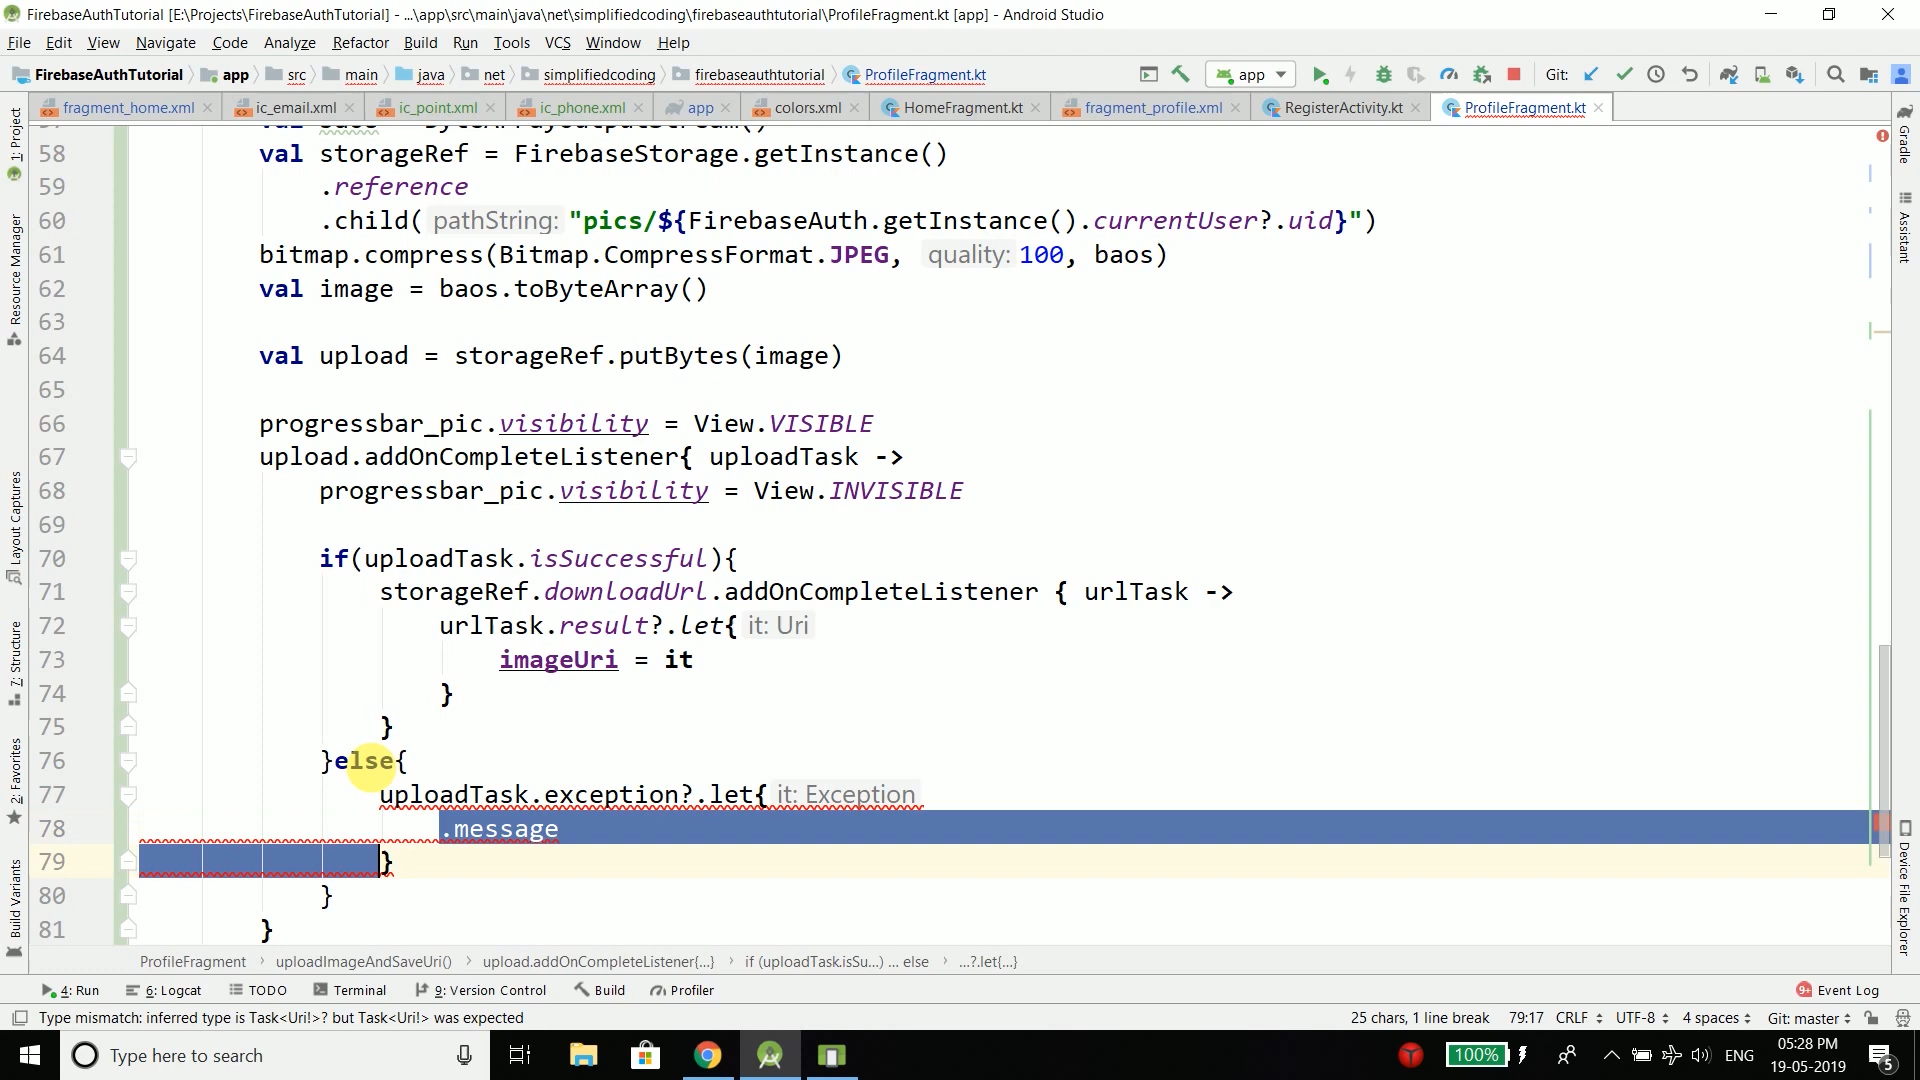 FirebaseAuthTutorial [E:\Projects\FirebaseAuthTutorial] - ...\app\src\main\java\net\simplifiedcoding\firebaseauthtutorial\ProfileFragment.kt [app] - Android Studio
File Edit View Navigate Code Analyze Refactor Build Run Tools VCS Window Help
FirebaseAuthTutorial app src main java net simplifiedcoding firebaseauthtutorial ProfileFragment.kt app Git:
fragment_home.xml ic_email.xml ic_point.xml ic_phone.xml app colors.xml HomeFragment.kt fragment_profile.xml RegisterActivity.kt ProfileFragment.kt
1: Project
Resource Manager
Layout Captures
7: Structure
2: Favorites
Build Variants
Gradle
Assistant
Device File Explorer
57 val baos = ByteArrayOutputStream()
58 val storageRef = FirebaseStorage.getInstance()
59 .reference
60 .child( pathString: "pics/${FirebaseAuth.getInstance().currentUser?.uid}")
61 bitmap.compress(Bitmap.CompressFormat.JPEG, quality: 100, baos)
62 val image = baos.toByteArray()
63
64 val upload = storageRef.putBytes(image)
65
66 progressbar_pic.visibility = View.VISIBLE
67 upload.addOnCompleteListener{ uploadTask ->
68 progressbar_pic.visibility = View.INVISIBLE
69
70 if(uploadTask.isSuccessful){
71 storageRef.downloadUrl.addOnCompleteListener { urlTask ->
72 urlTask.result?.let{ it: Uri
73 imageUri = it
74 }
75 }
76 }else{
77 uploadTask.exception?.let{ it: Exception
78 .message
79 }
80 }
81 }
ProfileFragment › uploadImageAndSaveUri() › upload.addOnCompleteListener{...} › if (uploadTask.isSu...) ... else › ...?.let{...}
4: Run 6: Logcat TODO Terminal 9: Version Control Build Profiler 9+ Event Log
Type mismatch: inferred type is Task<Uri!>? but Task<Uri!> was expected 25 chars, 1 line break 79:17 CRLF UTF-8 4 spaces Git: master
Type here to search 100% ENG 05:28 PM
19-05-2019 5